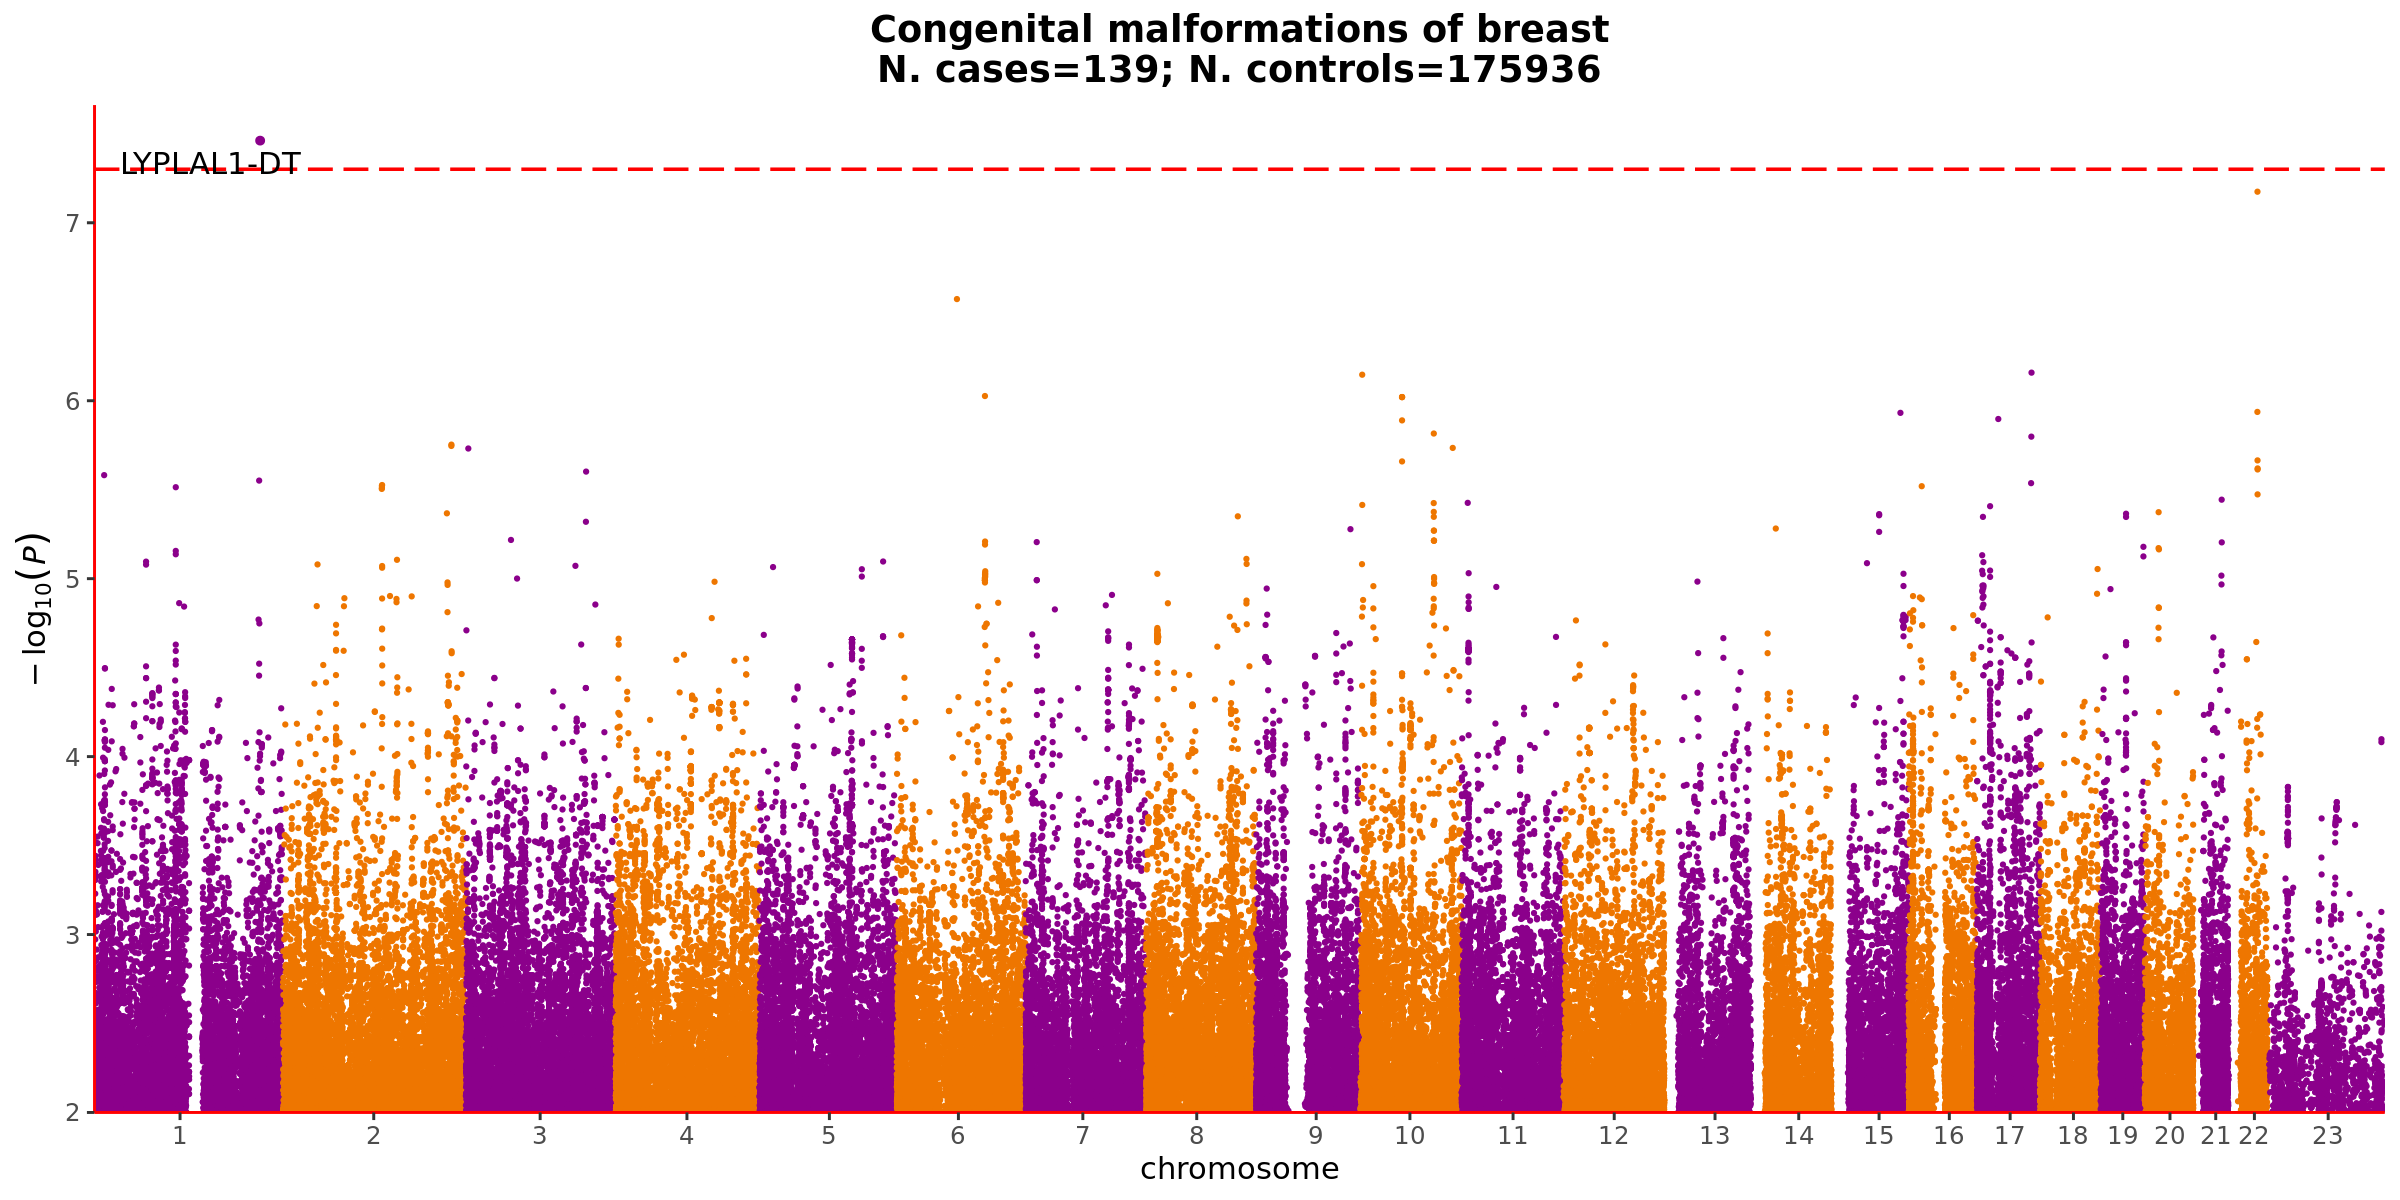 Congenital malformations of breast
N. cases=139; N. controls=175936
LYPLAL1-DT
7
6
5
4
3
2
−log10(P)
1 2 3 4 5 6 7 8 9 10 11 12 13 14 15 16 17 18 19 20 21 22 23
chromosome